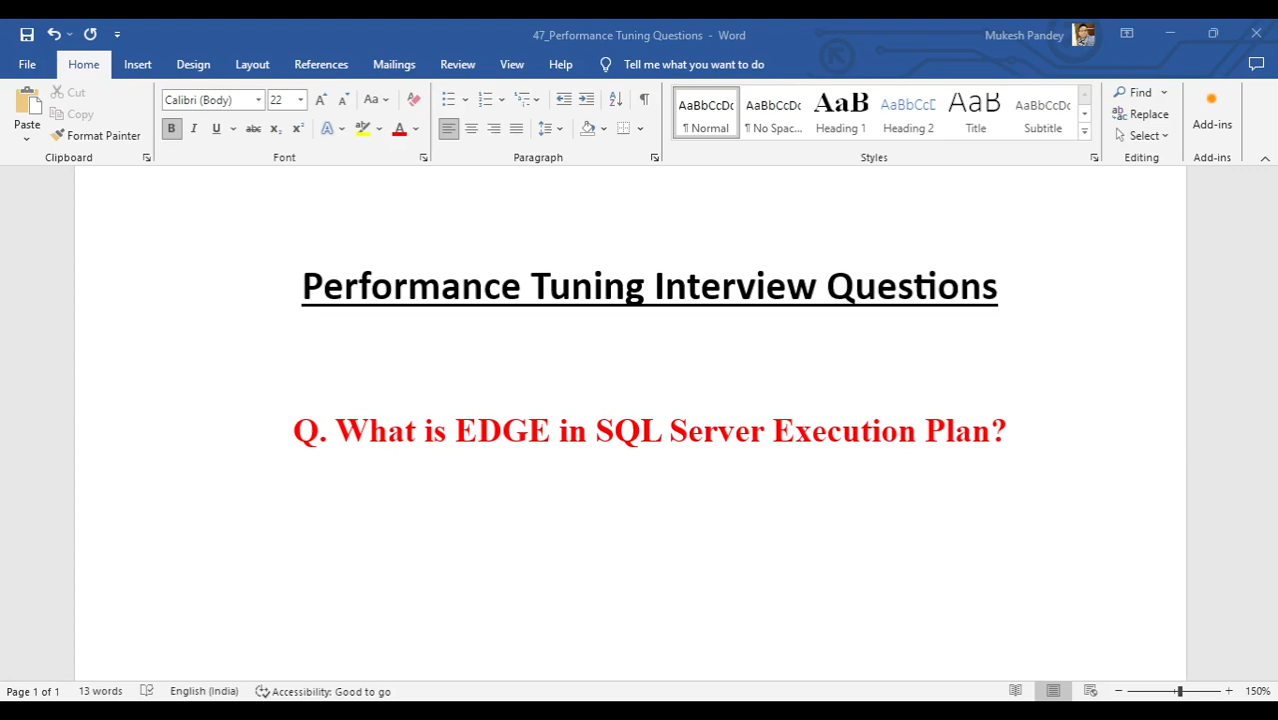 47_Performance Tuning Questions - Word
Mukesh Pandey
File Home Insert Design Layout References Mailings Review View Help Tell me what you want to do
Paste
Cut
Copy
Format Painter
Clipboard
Calibri (Body) 22
Font
Paragraph
AaBbCcDc AaBbCcDc AaB AaBbCcD AaB AaBbCcD
¶ Normal ¶ No Spac... Heading 1 Heading 2 Title Subtitle
Styles
Find
Replace
Select
Editing
Add-ins
Add-ins
Performance Tuning Interview Questions
Q. What is EDGE in SQL Server Execution Plan?
Page 1 of 1 13 words English (India) Accessibility: Good to go 150%